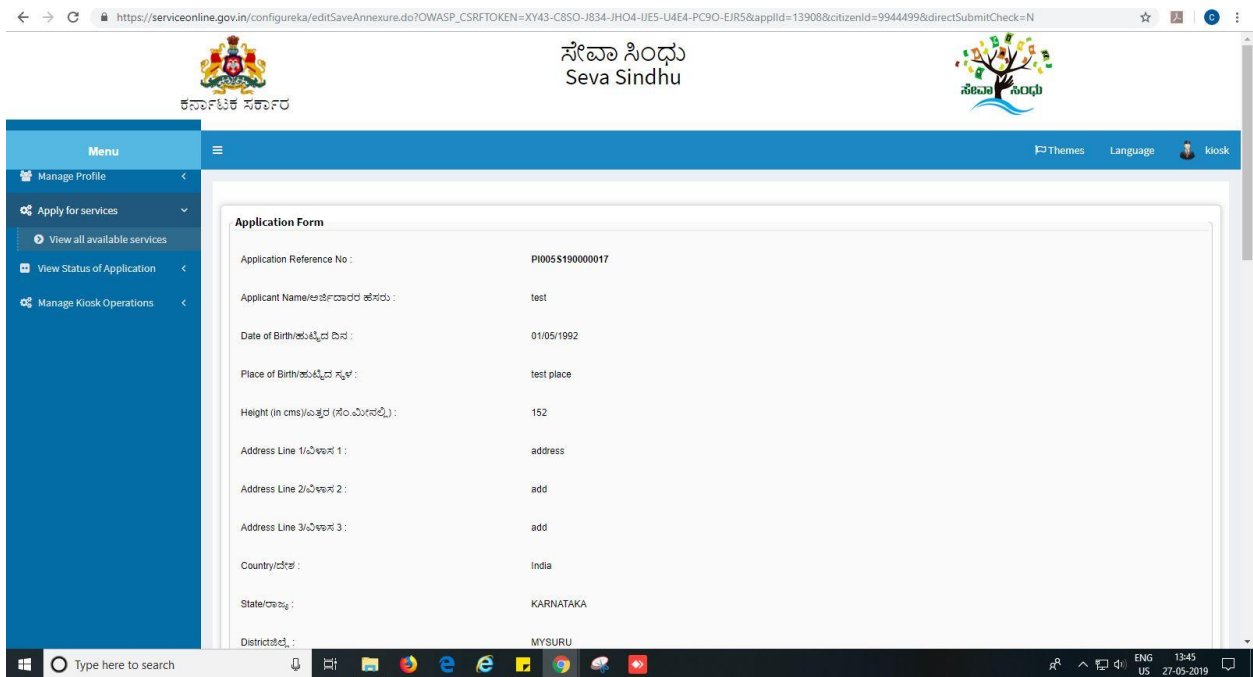 https://serviceonline.gov.in/configureka/editSaveAnnexure.do?OWASP_CSRFTOKEN=XY43-C8SO-J834-JHO4-UE5-U4E4-PC9O-EJR5&applId=13908&citizenId=9944499&directSubmitCheck=N
C
ಕರ್ನಾಟಕ ಸರ್ಕಾರ
ಸೇವಾ ಸಿಂಧು
Seva Sindhu
ಸೇವಾ ಸಿಂಧು
Menu
Themes Language kiosk
Manage Profile
Apply for services
View all available services
View Status of Application
Manage Kiosk Operations
Application Form
Application Reference No : PI005S190000017
Applicant Name/ಅರ್ಜಿದಾರರ ಹೆಸರು : test
Date of Birth/ಹುಟ್ಟಿದ ದಿನ : 01/05/1992
Place of Birth/ಹುಟ್ಟಿದ ಸ್ಥಳ : test place
Height (in cms)/ಎತ್ತರ (ಸೆಂ.ಮೀನಲ್ಲಿ) : 152
Address Line 1/ವಿಳಾಸ 1 : address
Address Line 2/ವಿಳಾಸ 2 : add
Address Line 3/ವಿಳಾಸ 3 : add
Country/ದೇಶ : India
State/ರಾಜ್ಯ : KARNATAKA
District/ಜಿಲ್ಲೆ : MYSURU
Type here to search
ENG 13:45
US 27-05-2019